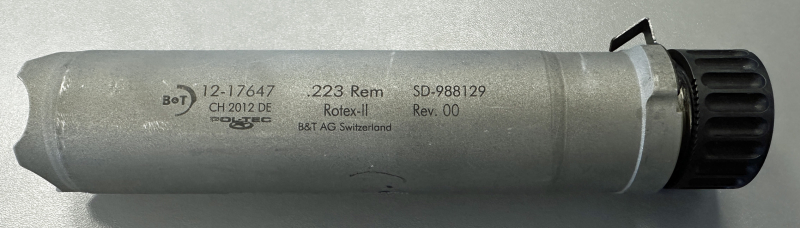 B&T
12-17647
CH 2012 DE
POL-TEC
.223 Rem
Rotex-II
B&T AG Switzerland
SD-988129
Rev. 00